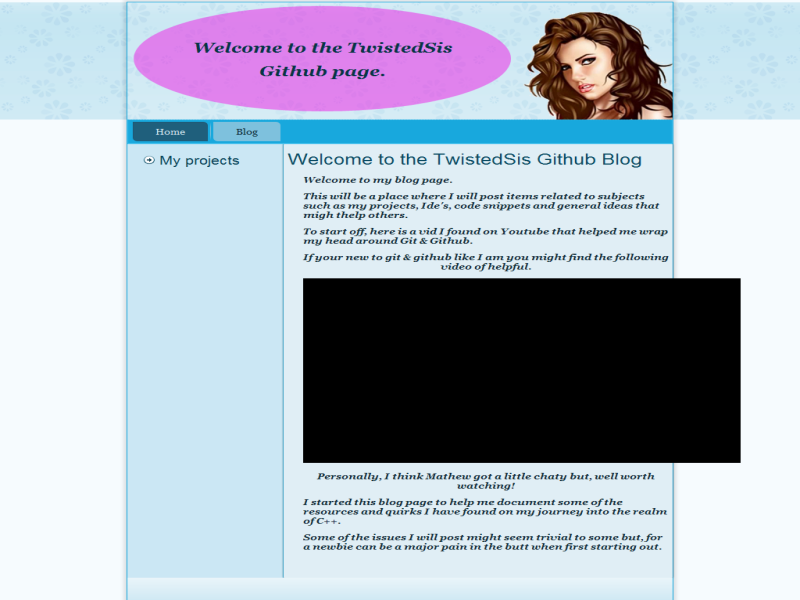 Welcome to the TwistedSis
Github page.
Home
Blog
My projects
Welcome to the TwistedSis Github Blog
Welcome to my blog page.
This will be a place where I will post items related to subjects
such as my projects, Ide's, code snippets and general ideas that
migh thelp others.
To start off, here is a vid I found on Youtube that helped me wrap
my head around Git & Github.
If your new to git & github like I am you might find the following
video of helpful.
Personally, I think Mathew got a little chaty but, well worth
watching!
I started this blog page to help me document some of the
resources and quirks I have found on my journey into the realm
of C++.
Some of the issues I will post might seem trivial to some but, for
a newbie can be a major pain in the butt when first starting out.